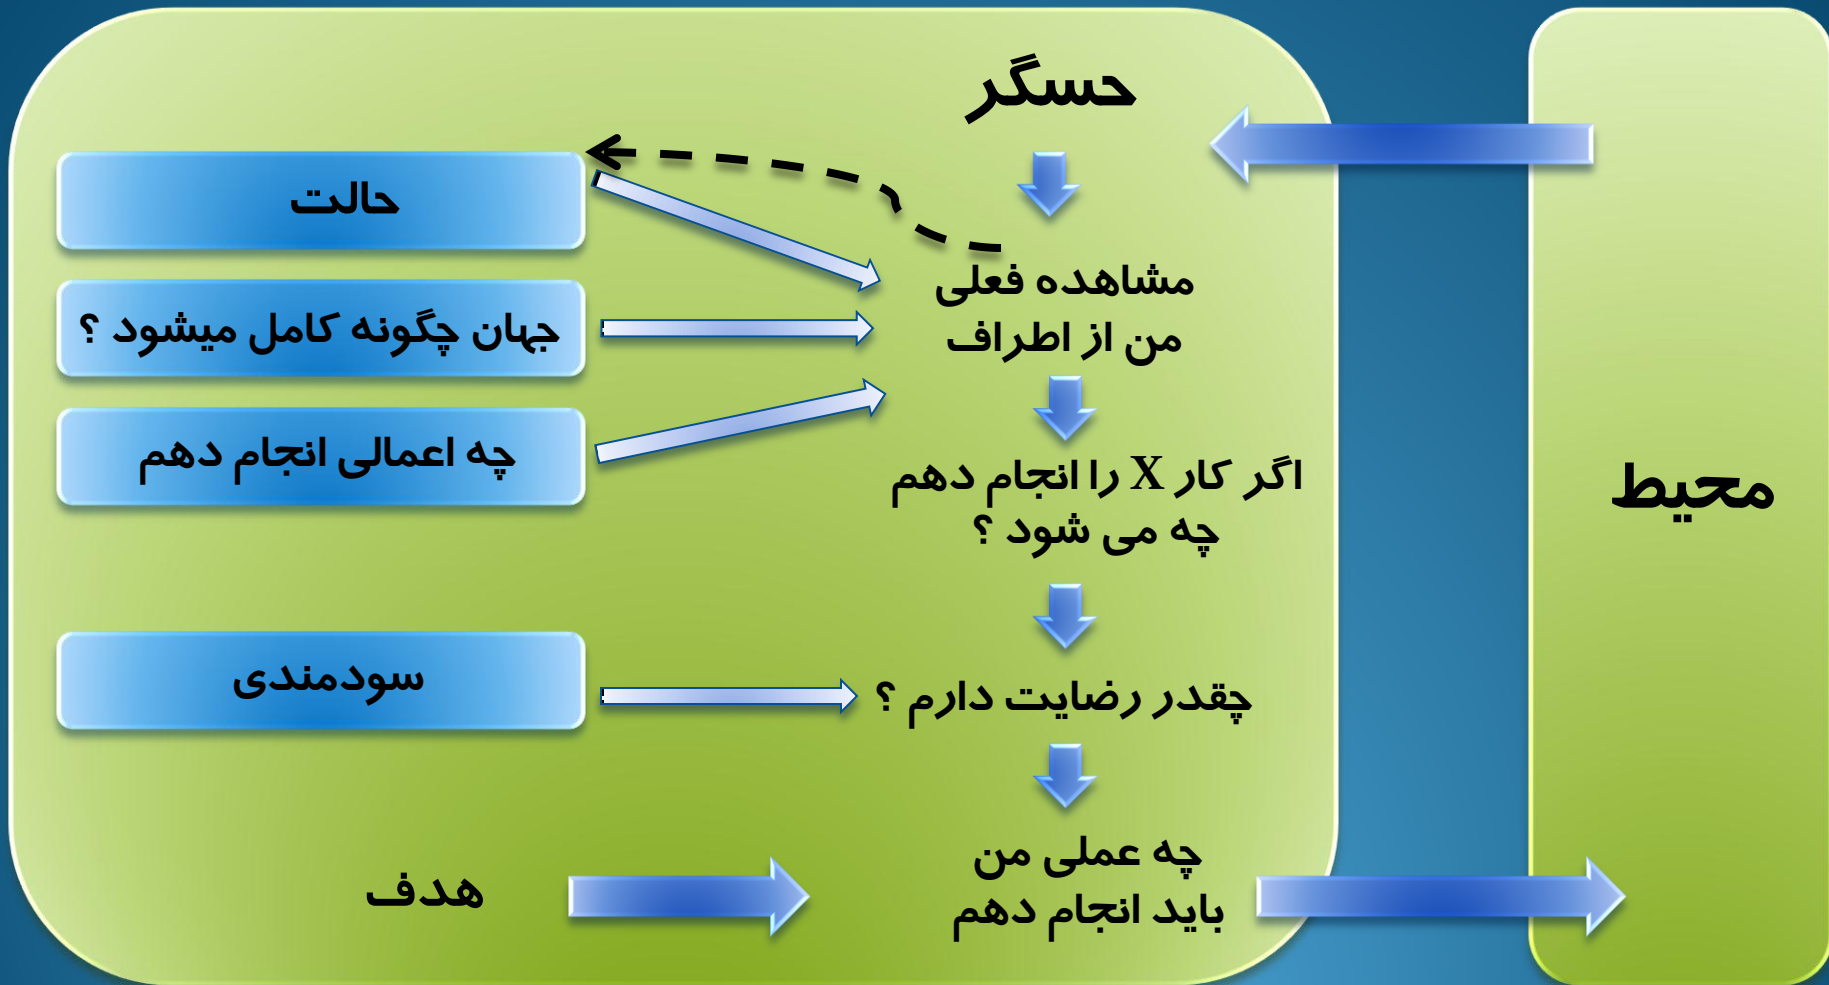 حسگر
حالت
جهان چگونه کامل میشود ؟
چه اعمالی انجام دهم
مشاهده فعلی
من از اطراف
اگر کار X را انجام دهم
چه می شود ؟
سودمندی
چقدر رضایت دارم ؟
هدف
چه عملی من
باید انجام دهم
محیط